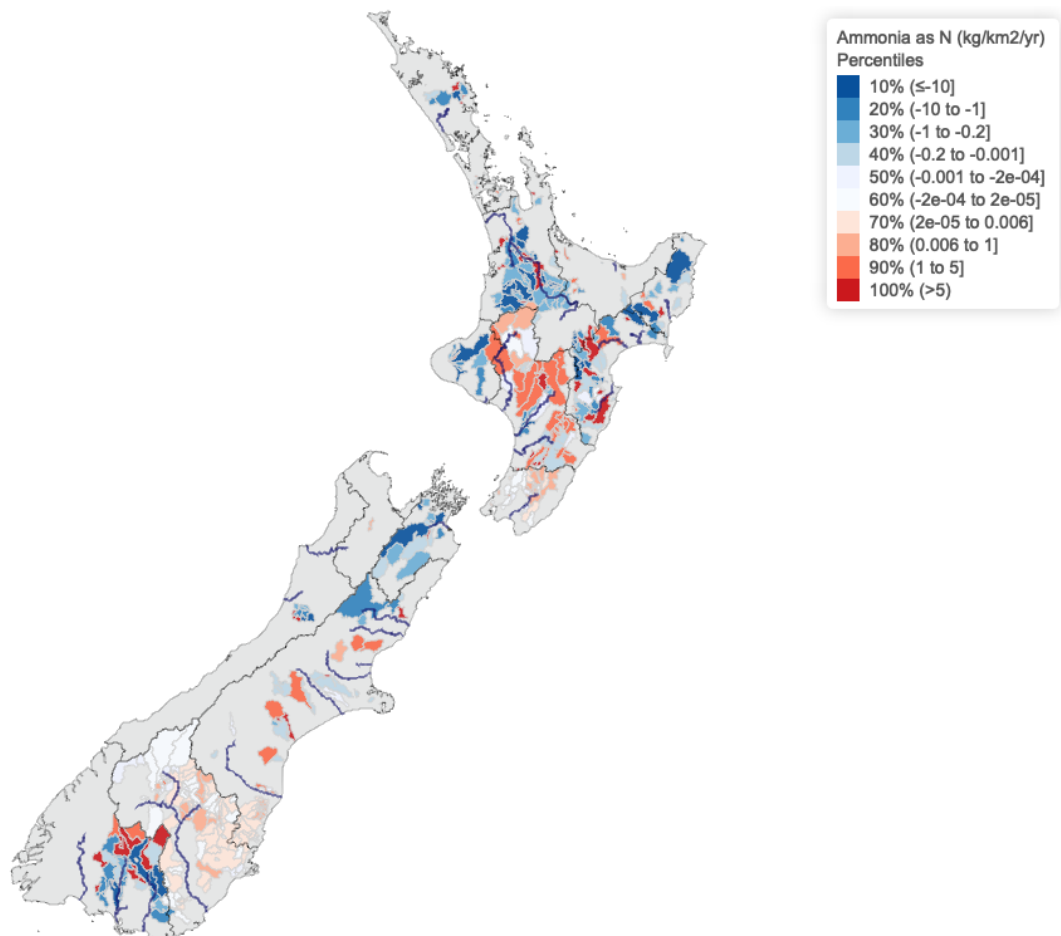 Ammonia as N (kg/km2/yr)
Percentiles
10% (≤-10]
20% (-10 to -1]
30% (-1 to -0.2]
40% (-0.2 to -0.001]
50% (-0.001 to -2e-04]
60% (-2e-04 to 2e-05]
70% (2e-05 to 0.006]
80% (0.006 to 1]
90% (1 to 5]
100% (>5)